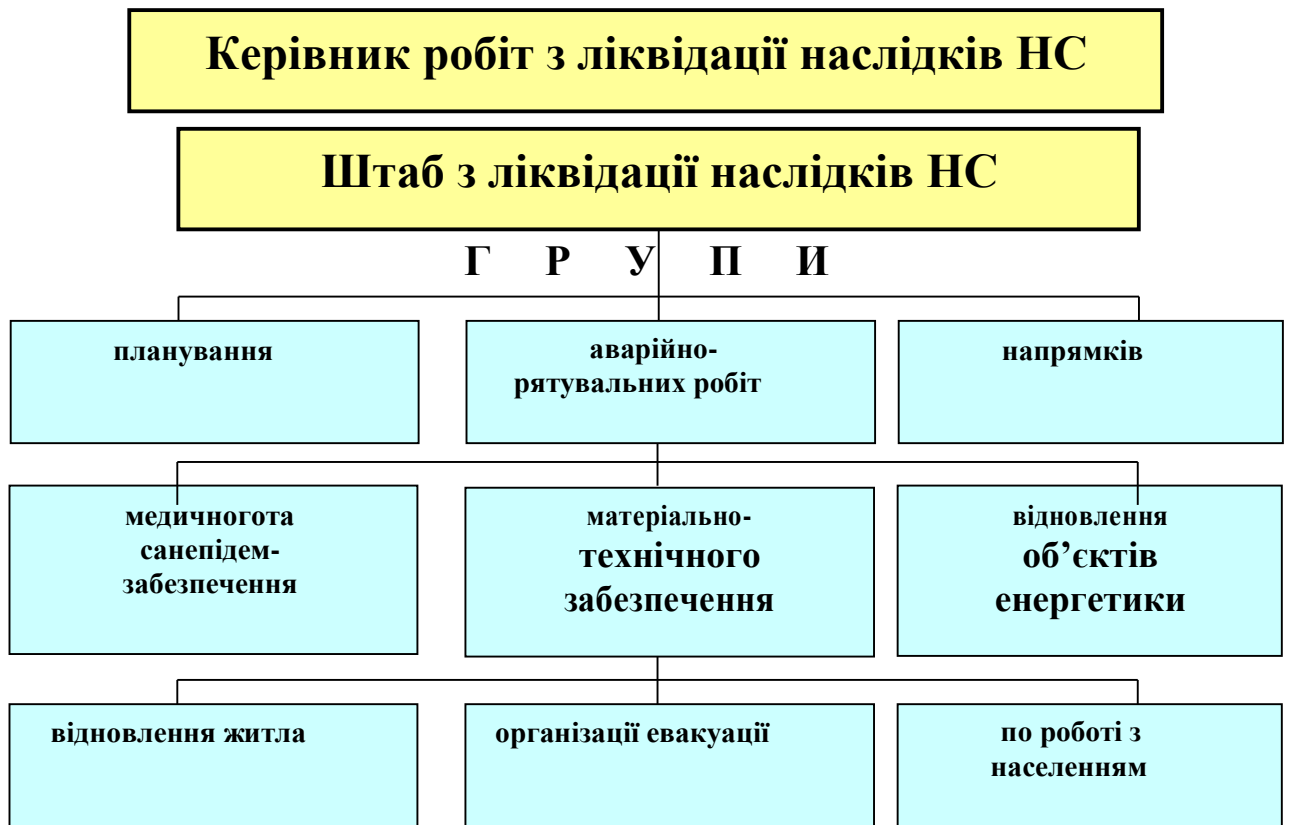 Керівник робіт з ліквідації наслідків НС
Штаб з ліквідації наслідків НС
Г Р У П И
планування
аварійно-
рятувальних робіт
напрямків
медичногота
санепідем-
забезпечення
матеріально-
технічного
забезпечення
відновлення
об’єктів
енергетики
відновлення житла
організації евакуації
по роботі з
населенням